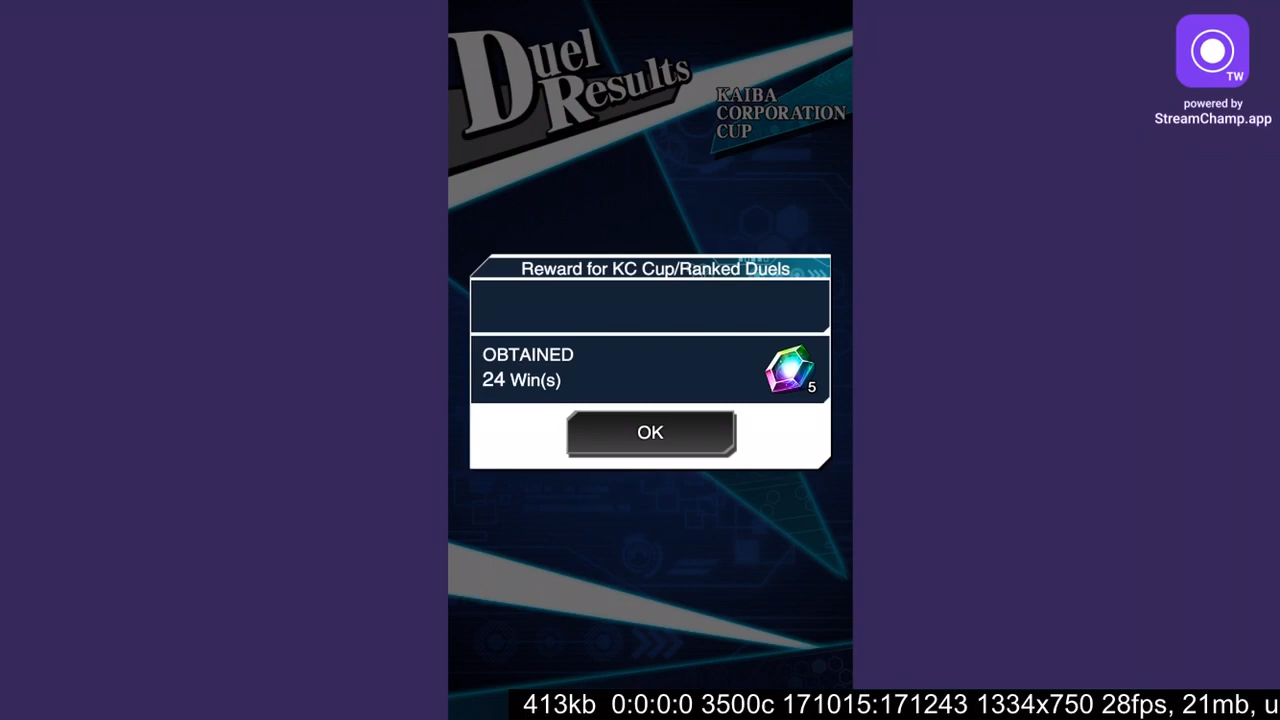 Duel
Results
KAIBA
CORPORATION
CUP
TW
powered by
StreamChamp.app
Reward for KC Cup/Ranked Duels
OBTAINED
24 Win(s)
5
OK
413kb 0:0:0:0 3500c 171015:171243 1334x750 28fps, 21mb, u